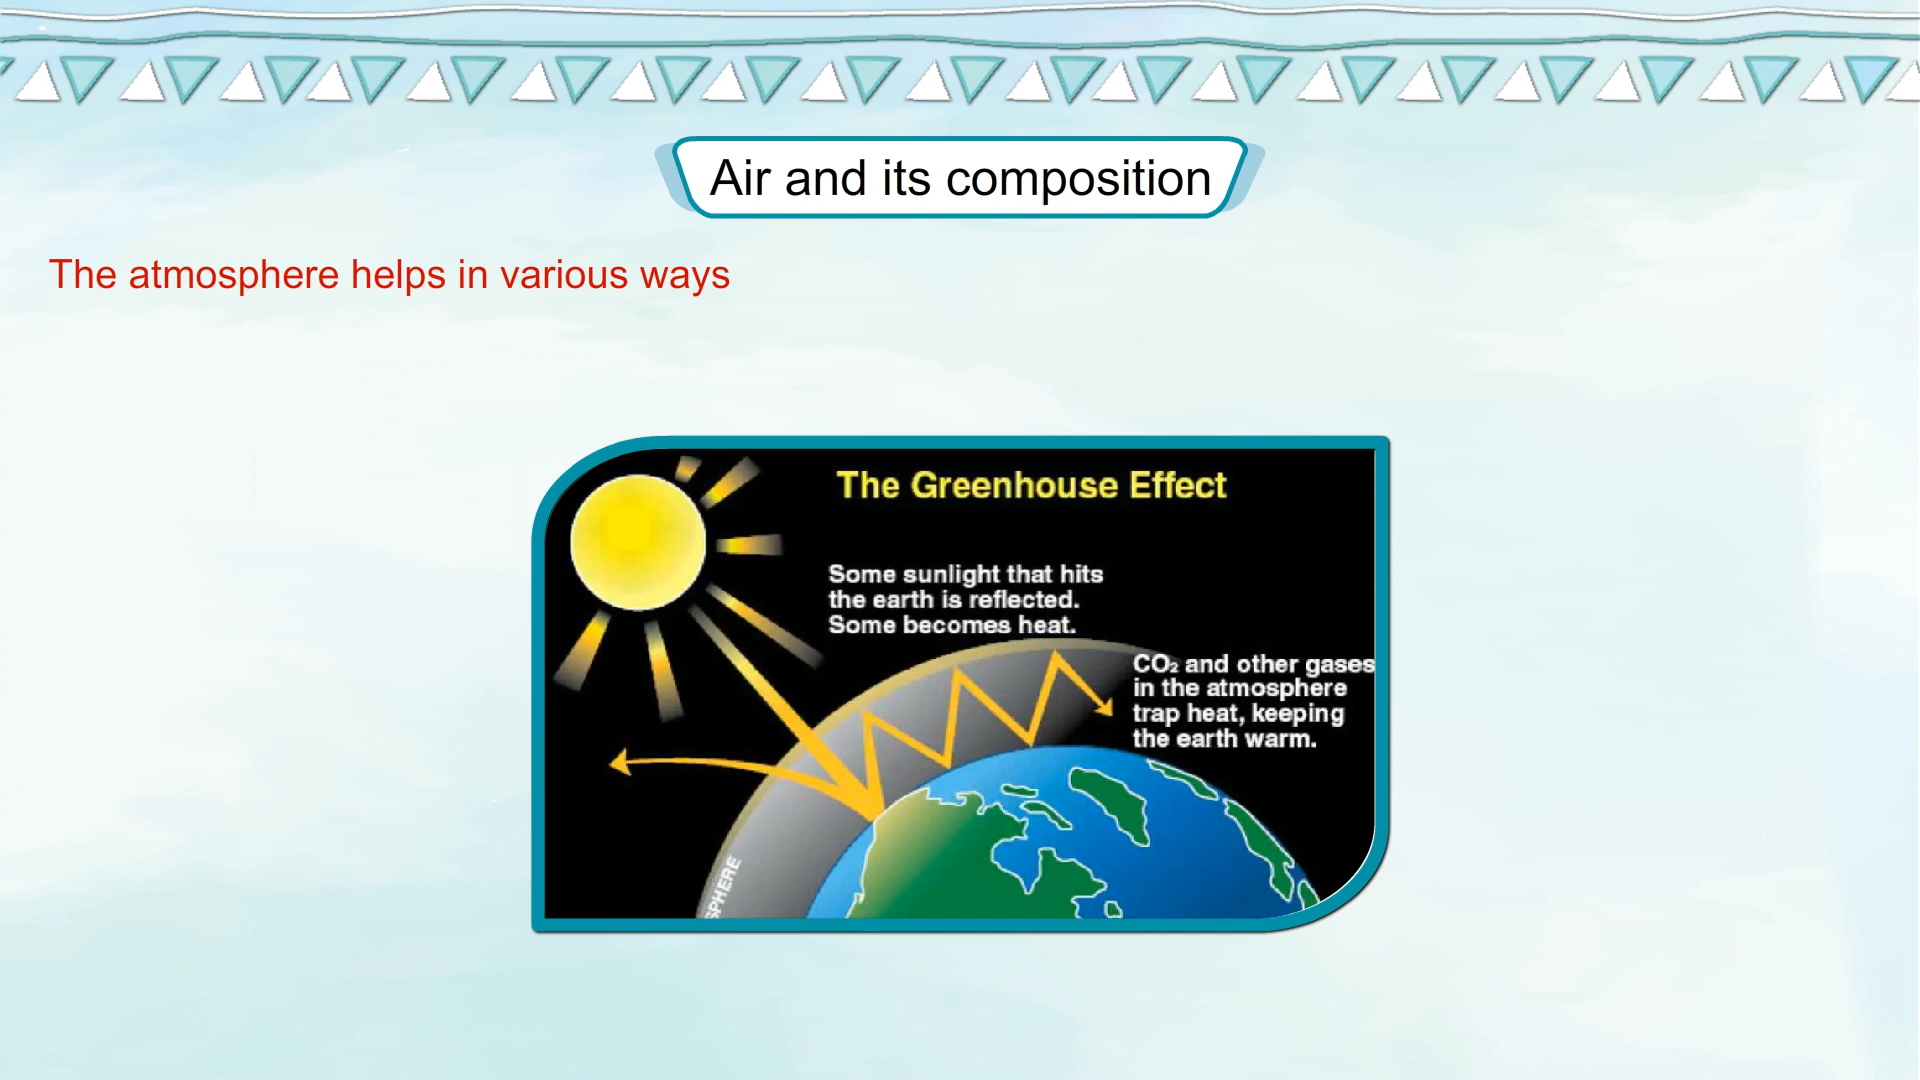 Air and its composition
The atmosphere helps in various ways
The Greenhouse Effect
Some sunlight that hits
the earth is reflected.
Some becomes heat.
CO₂ and other gases
in the atmosphere
trap heat, keeping
the earth warm.
SPHERE